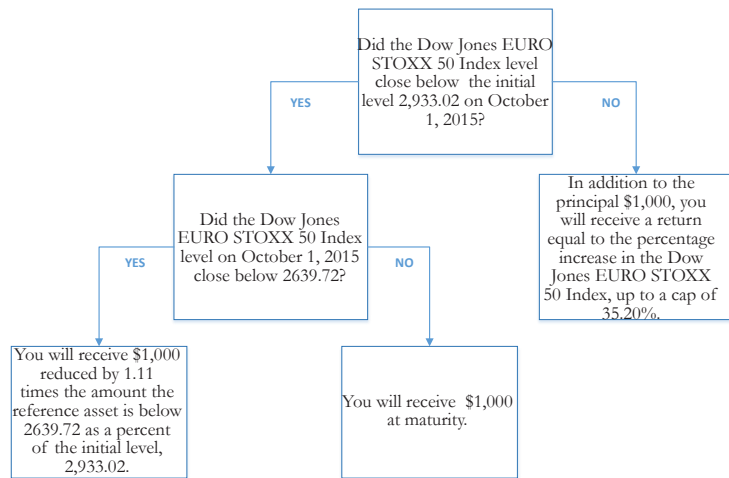 Did the Dow Jones EURO
STOXX 50 Index level
close below the initial
level 2,933.02 on October
1, 2015?
YES
NO
Did the Dow Jones
EURO STOXX 50 Index
level on October 1, 2015
close below 2639.72?
In addition to the
principal $1,000, you
will receive a return
equal to the percentage
increase in the Dow
Jones EURO STOXX
50 Index, up to a cap of
35.20%.
YES
NO
You will receive $1,000
reduced by 1.11
times the amount the
reference asset is below
2639.72 as a percent
of the initial level,
2,933.02.
You will receive $1,000
at maturity.